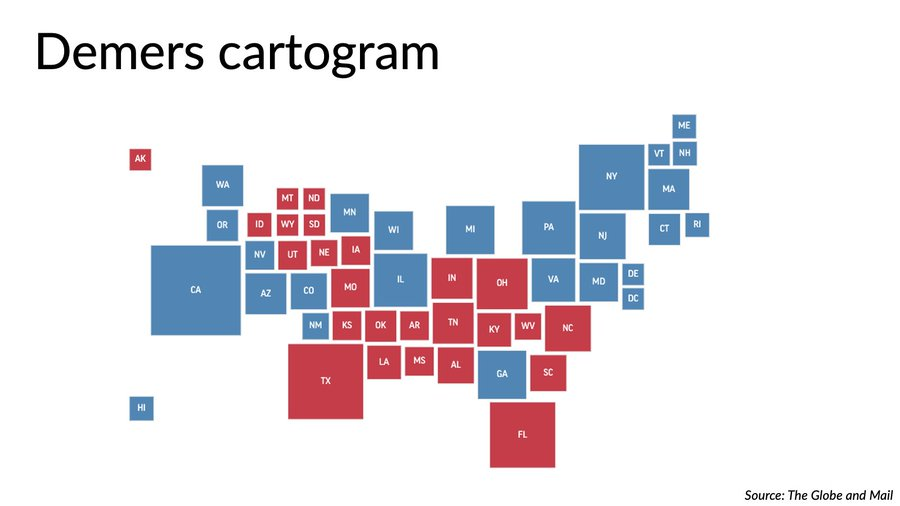 Demers cartogram
ME
AK
VT
NH
WA
NY
MA
MT
ND
MN
OR
ID
WY
SD
WI
MI
PA
NJ
CT
RI
NV
UT
NE
IA
CA
AZ
CO
MO
IL
IN
OH
VA
MD
DE
DC
NM
KS
OK
AR
TN
KY
WV
NC
TX
LA
MS
AL
GA
SC
HI
FL
Source: The Globe and Mail